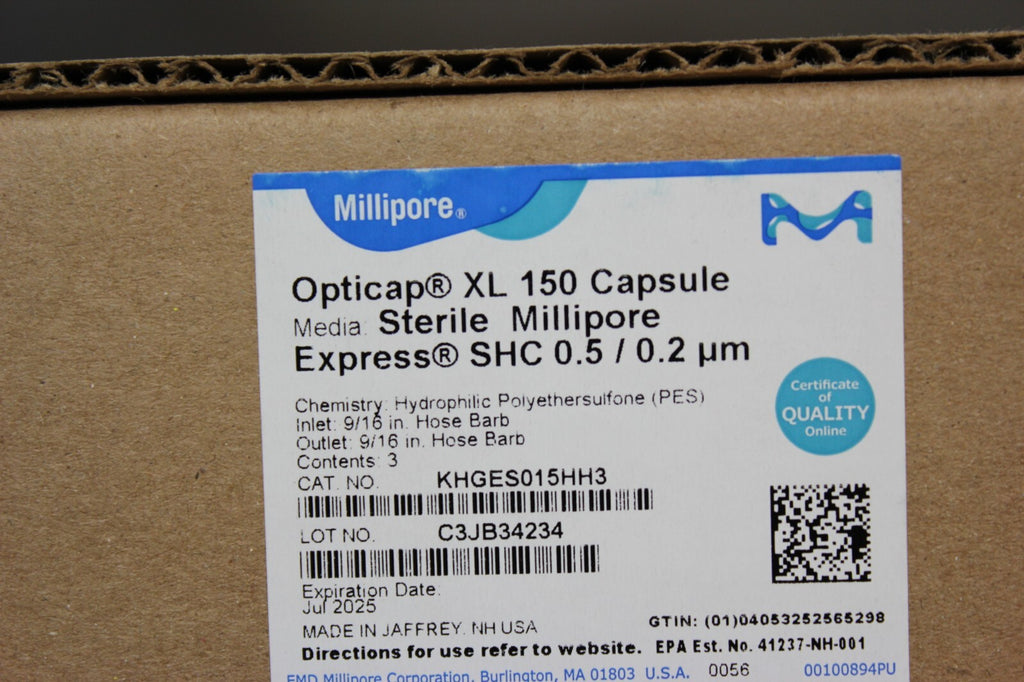 Millipore®
Opticap® XL 150 Capsule
Media: Sterile Millipore
Express® SHC 0.5 / 0.2 µm
Certificate
of
QUALITY
Online
Chemistry: Hydrophilic Polyethersulfone (PES)
Inlet: 9/16 in. Hose Barb
Outlet: 9/16 in. Hose Barb
Contents: 3
CAT. NO. KHGES015HH3
LOT NO. C3JB34234
Expiration Date:
Jul 2025
MADE IN JAFFREY. NH USA
GTIN: (01)04053252565298
Directions for use refer to website. EPA Est. No. 41237-NH-001
EMD Millipore Corporation, Burlington, MA 01803 U.S.A. 0056 00100894PU